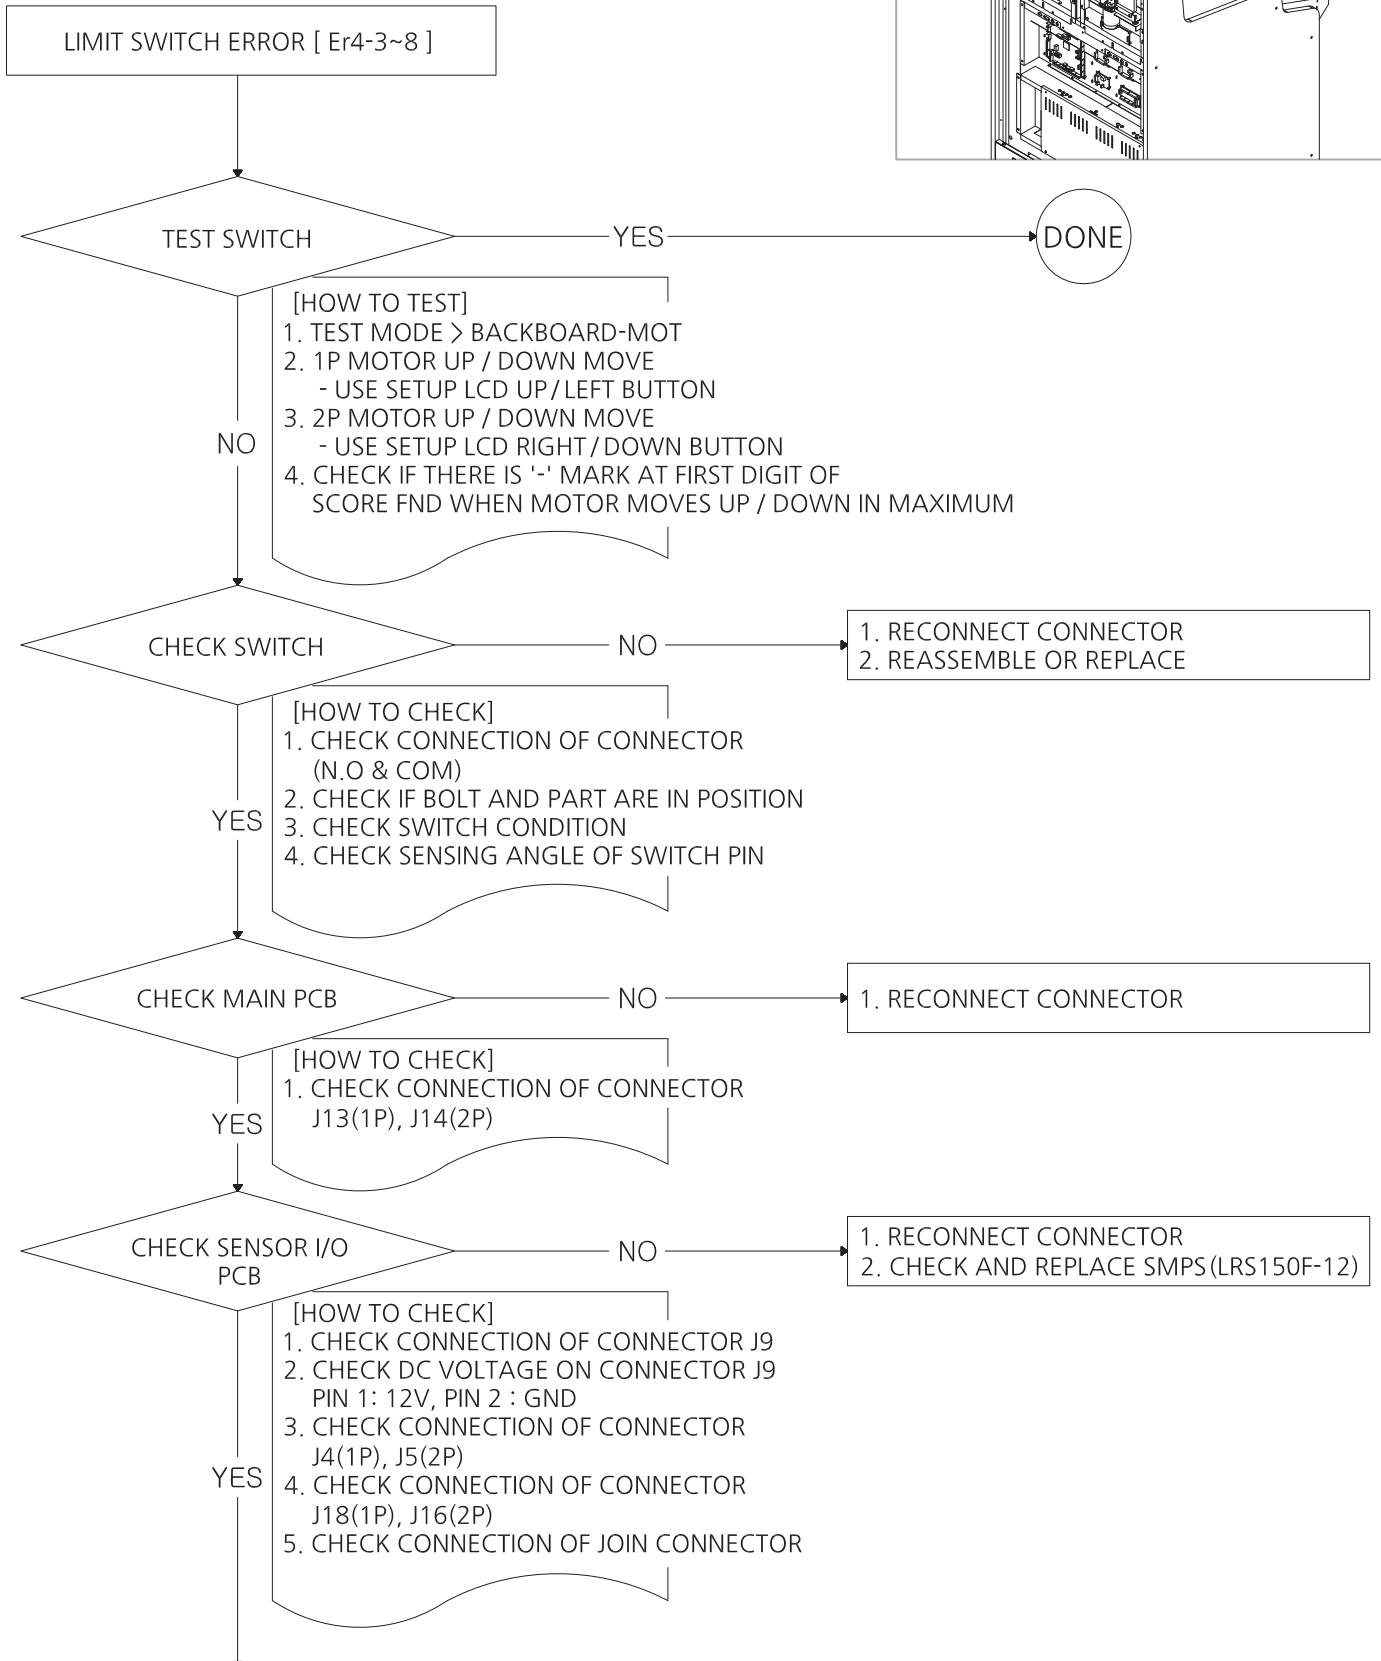 LIMIT SWITCH ERROR [ Er4-3~8 ]
TEST SWITCH
YES
DONE
[HOW TO TEST]
1. TEST MODE > BACKBOARD-MOT
2. 1P MOTOR UP / DOWN MOVE
- USE SETUP LCD UP/LEFT BUTTON
3. 2P MOTOR UP / DOWN MOVE
- USE SETUP LCD RIGHT/DOWN BUTTON
4. CHECK IF THERE IS '-' MARK AT FIRST DIGIT OF
SCORE FND WHEN MOTOR MOVES UP / DOWN IN MAXIMUM
NO
CHECK SWITCH
NO
1. RECONNECT CONNECTOR
2. REASSEMBLE OR REPLACE
[HOW TO CHECK]
1. CHECK CONNECTION OF CONNECTOR
(N.O & COM)
2. CHECK IF BOLT AND PART ARE IN POSITION
3. CHECK SWITCH CONDITION
4. CHECK SENSING ANGLE OF SWITCH PIN
YES
CHECK MAIN PCB
NO
1. RECONNECT CONNECTOR
[HOW TO CHECK]
1. CHECK CONNECTION OF CONNECTOR
J13(1P), J14(2P)
YES
CHECK SENSOR I/O
PCB
NO
1. RECONNECT CONNECTOR
2. CHECK AND REPLACE SMPS(LRS150F-12)
[HOW TO CHECK]
1. CHECK CONNECTION OF CONNECTOR J9
2. CHECK DC VOLTAGE ON CONNECTOR J9
PIN 1: 12V, PIN 2 : GND
3. CHECK CONNECTION OF CONNECTOR
J4(1P), J5(2P)
4. CHECK CONNECTION OF CONNECTOR
J18(1P), J16(2P)
5. CHECK CONNECTION OF JOIN CONNECTOR
YES